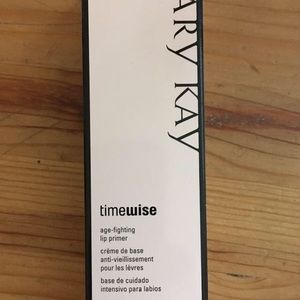 ARY KAY
timewise
age-fighting
lip primer
crème de base
anti-vieillissement
pour les lèvres
base de cuidado
intensivo para labios